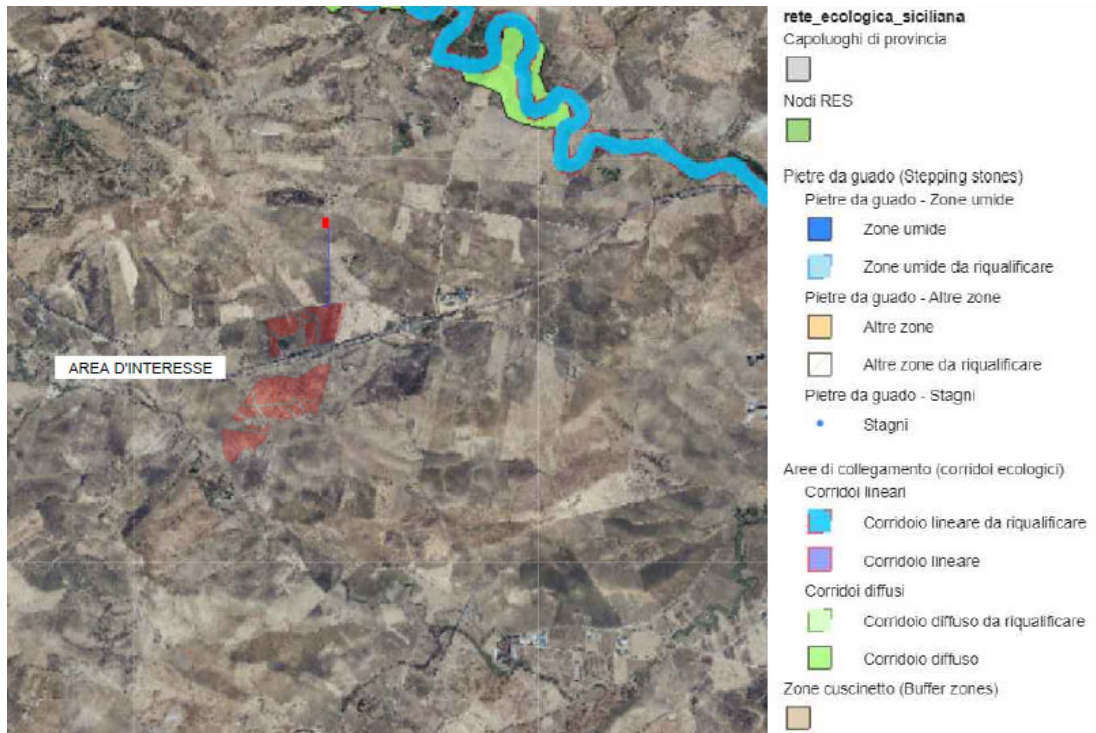 AREA D'INTERESSE
rete_ecologica_siciliana
Capoluoghi di provincia
Nodi RES
Pietre da guado (Stepping stones)
Pietre da guado - Zone umide
Zone umide
Zone umide da riqualificare
Pietre da guado - Altre zone
Altre zone
Altre zone da riqualificare
Pietre da guado - Stagni
Stagni
Aree di collegamento (corridoi ecologici)
Corridoi lineari
Corridoio lineare da riqualificare
Corridoio lineare
Corridoi diffusi
Corridoio diffuso da riqualificare
Corridoio diffuso
Zone cuscinetto (Buffer zones)